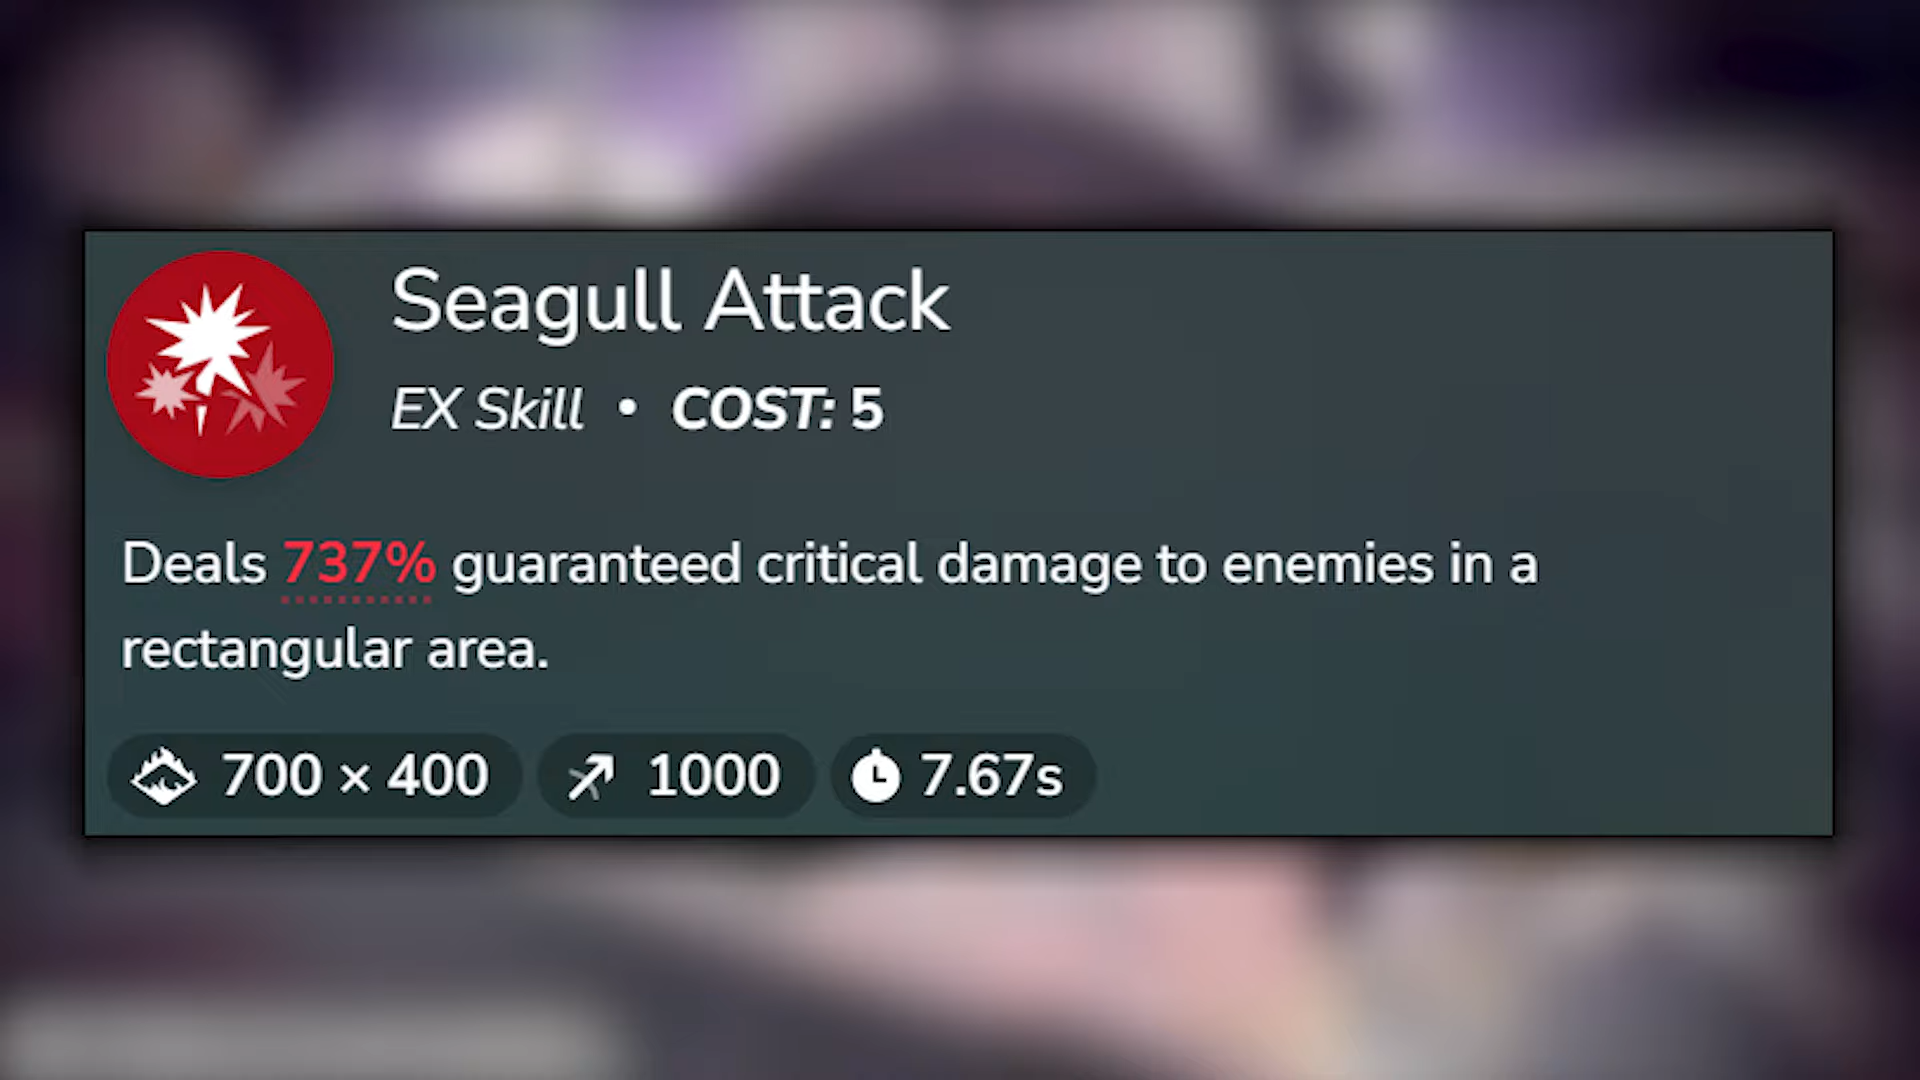 Seagull Attack
EX Skill • COST: 5
Deals 737% guaranteed critical damage to enemies in a
rectangular area.
700 × 400 1000 7.67s